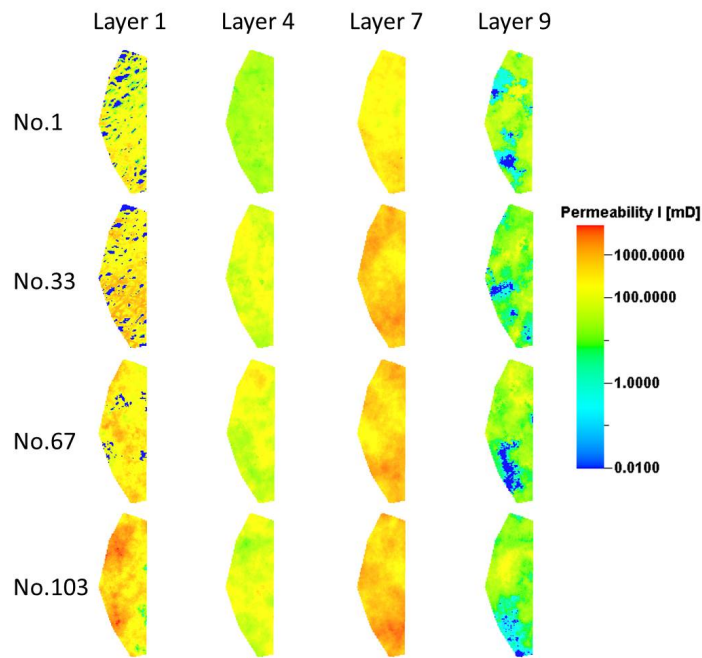 Layer 1 Layer 4 Layer 7 Layer 9
No.1
No.33
No.67
No.103
Permeability I [mD]
1000.0000
100.0000
1.0000
0.0100